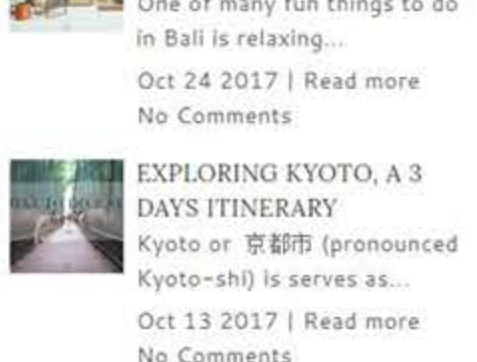 One of many fun things to do
in Bali is relaxing...
Oct 24 2017 | Read more
No Comments
EXPLORING KYOTO, A 3
DAYS ITINERARY
Kyoto or 京都市 (pronounced
Kyoto-shi) is serves as...
Oct 13 2017 | Read more
No Comments